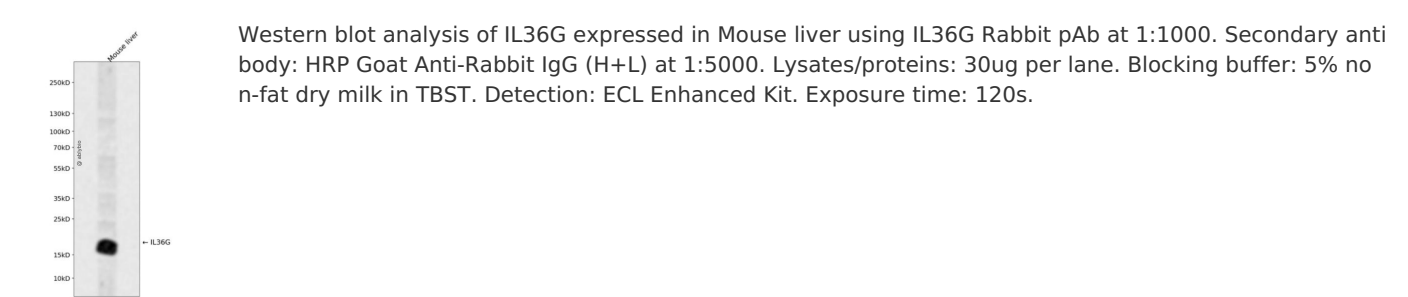 Mouse liver
Western blot analysis of IL36G expressed in Mouse liver using IL36G Rabbit pAb at 1:1000. Secondary anti
body: HRP Goat Anti-Rabbit IgG (H+L) at 1:5000. Lysates/proteins: 30ug per lane. Blocking buffer: 5% no
n-fat dry milk in TBST. Detection: ECL Enhanced Kit. Exposure time: 120s.
250kD
130kD
100kD
70kD
55kD
35kD
25kD
← IL36G
15kD
10kD